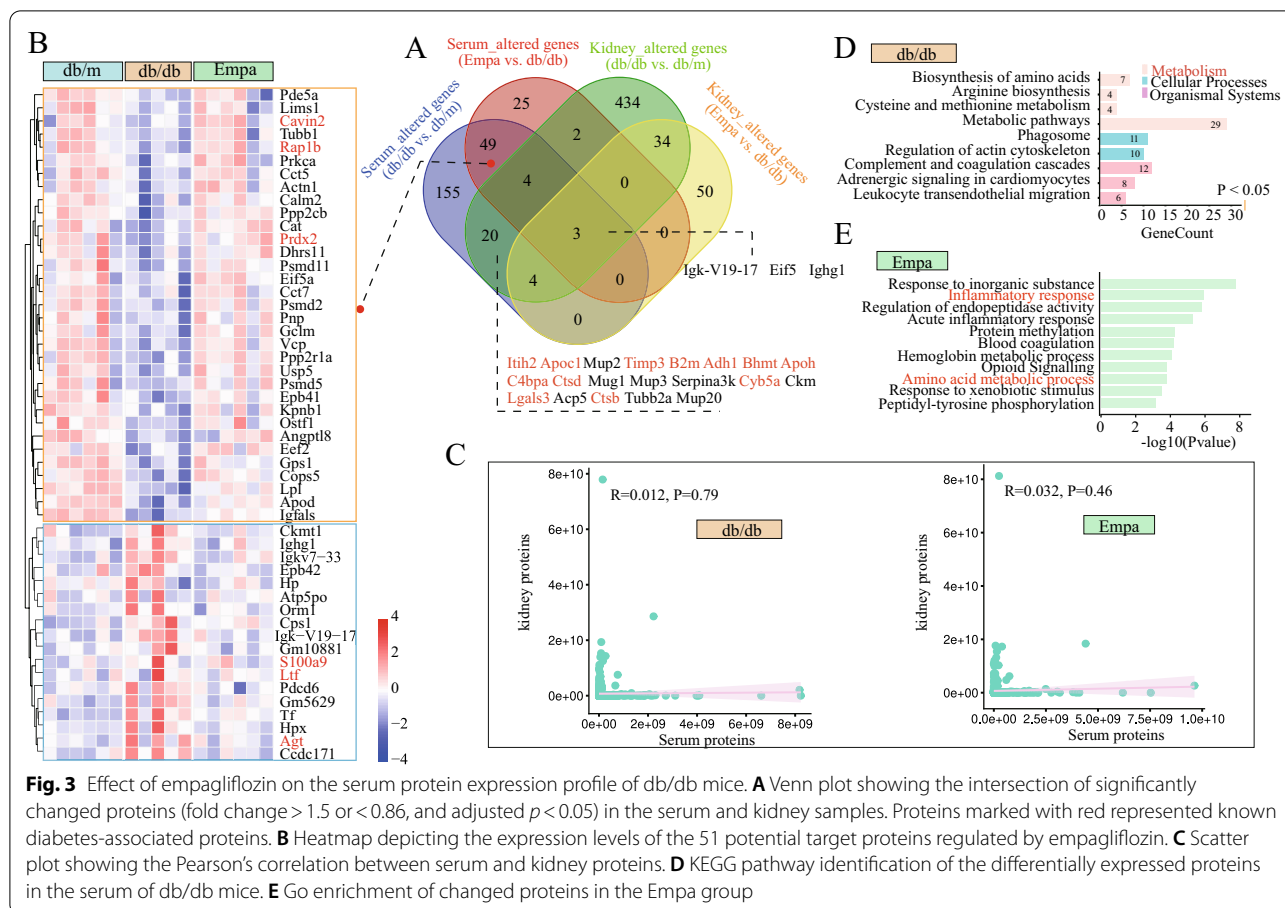 B
db/m db/db Empa
Pde5a
Lims1
Cavin2
Tubb1
Rap1b
Prkca
Cct5
Actn1
Calm2
Ppp2cb
Cat
Prdx2
Dhrs11
Psmd11
Eif5a
Cct7
Psmd2
Pnp
Gclm
Vcp
Ppp2r1a
Usp5
Psmd5
Epb41
Kpnb1
Ostf1
Angptl8
Eef2
Gps1
Cops5
Lpl
Apod
Igfals
Ckmt1
Ighg1
Igkv7−33
Epb42
Hp
Atp5po
Orm1
Cps1
Igk−V19−17
Gm10881
S100a9
Ltf
Pdcd6
Gm5629
Tf
Hpx
Agt
Ccdc171
4
2
0
−2
−4
A
Serum_altered genes
(Empa vs. db/db)
Kidney_altered genes
(db/db vs. db/m)
Serum_altered genes
(db/db vs. db/m)
Kidney_altered genes
(Empa vs. db/db)
25 434
49 2 34
155 4 0 50
20 3 0
4 0
0
Igk-V19-17 Eif5 Ighg1
Itih2 Apoc1 Mup2 Timp3 B2m Adh1 Bhmt Apoh
C4bpa Ctsd Mug1 Mup3 Serpina3k Cyb5a Ckm
Lgals3 Acp5 Ctsb Tubb2a Mup20
D
db/db
Biosynthesis of amino acids 7
Arginine biosynthesis 4
Cysteine and methionine metabolism 4
Metabolic pathways 29
Phagosome 11
Regulation of actin cytoskeleton 10
Complement and coagulation cascades 12
Adrenergic signaling in cardiomyocytes 8
Leukocyte transendothelial migration 6
Metabolism
Cellular Processes
Organismal Systems
P < 0.05
0 5 10 15 20 25 30
GeneCount
E
Empa
Response to inorganic substance
Inflammatory response
Regulation of endopeptidase activity
Acute inflammatory response
Protein methylation
Blood coagulation
Hemoglobin metabolic process
Opioid Signalling
Amino acid metabolic process
Response to xenobiotic stimulus
Peptidyl-tyrosine phosphorylation
0 2 4 6 8
-log10(Pvalue)
C
kidney proteins
8e+10
6e+10
4e+10
2e+10
0e+00
R=0.012, P=0.79
db/db
0e+00 2e+09 4e+09 6e+09 8e+09
Serum proteins
kidney proteins
8e+10
6e+10
4e+10
2e+10
0e+00
R=0.032, P=0.46
Empa
0.0e+00 2.5e+09 5.0e+09 7.5e+09 1.0e+10
Serum proteins
Fig. 3 Effect of empagliflozin on the serum protein expression profile of db/db mice. A Venn plot showing the intersection of significantly
changed proteins (fold change > 1.5 or < 0.86, and adjusted p < 0.05) in the serum and kidney samples. Proteins marked with red represented known
diabetes-associated proteins. B Heatmap depicting the expression levels of the 51 potential target proteins regulated by empagliflozin. C Scatter
plot showing the Pearson's correlation between serum and kidney proteins. D KEGG pathway identification of the differentially expressed proteins
in the serum of db/db mice. E Go enrichment of changed proteins in the Empa group